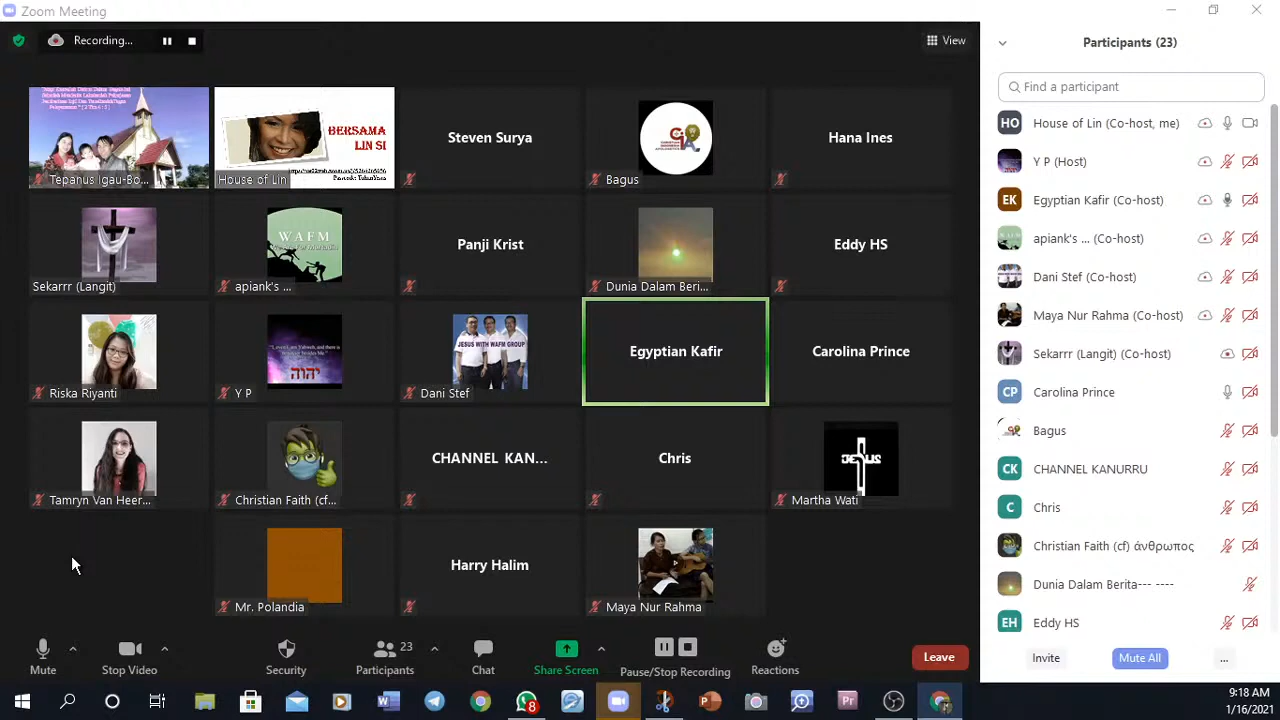 Zoom Meeting
Recording...
View
Tepanus Igau-Bo...
BERSAMA
LIN SI
House of Lin
Steven Surya
Bagus
Hana Ines
Sekarrr (Langit)
WAFM
apiank's ...
Panji Krist
Dunia Dalam Beri...
Eddy HS
Riska Riyanti
יהוה
Y P
JESUS WITH WAFM GROUP
Dani Stef
Egyptian Kafir
Carolina Prince
Tamryn Van Heer...
Christian Faith (cf...
CHANNEL KAN...
Chris
JESUS
Martha Wati
Mr. Polandia
Harry Halim
Maya Nur Rahma
Participants (23)
Find a participant
HO House of Lin (Co-host, me)
Y P (Host)
EK Egyptian Kafir (Co-host)
apiank's ... (Co-host)
Dani Stef (Co-host)
Maya Nur Rahma (Co-host)
Sekarrr (Langit) (Co-host)
CP Carolina Prince
Bagus
CK CHANNEL KANURRU
C Chris
Christian Faith (cf) άνθρωπος
Dunia Dalam Berita--- ----
EH Eddy HS
Invite
Mute All
...
Mute
Stop Video
Security
23
Participants
Chat
Share Screen
Pause/Stop Recording
Reactions
Leave
8
9:18 AM
1/16/2021